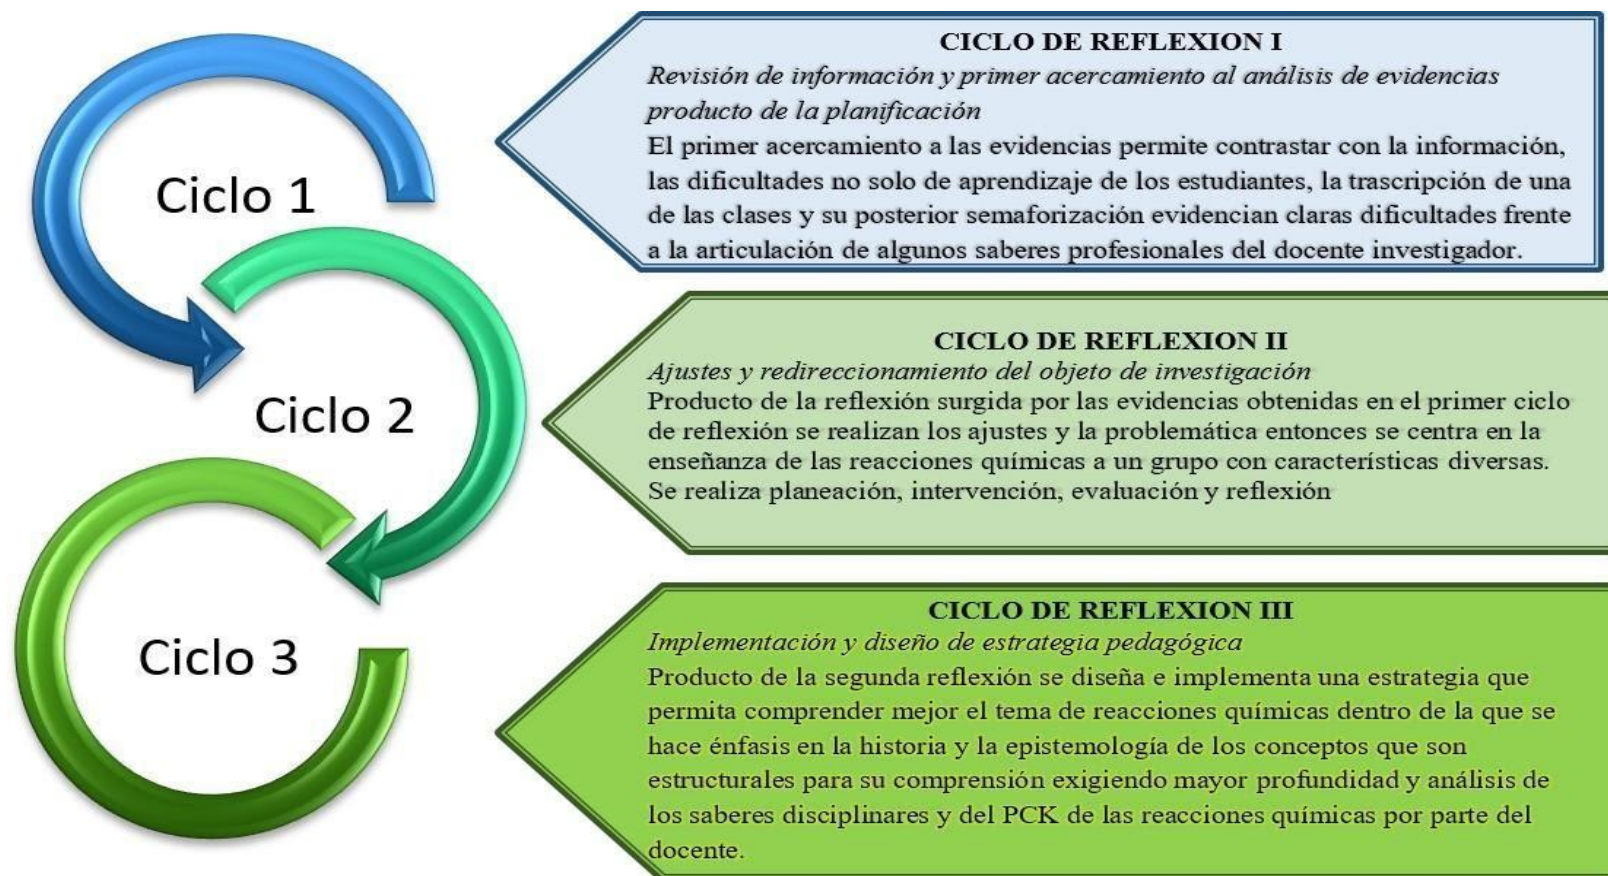 Ciclo 1
CICLO DE REFLEXION I
Revisión de información y primer acercamiento al análisis de evidencias
producto de la planificación
El primer acercamiento a las evidencias permite contrastar con la información,
las dificultades no solo de aprendizaje de los estudiantes, la trascripción de una
de las clases y su posterior semaforización evidencian claras dificultades frente
a la articulación de algunos saberes profesionales del docente investigador.
Ciclo 2
CICLO DE REFLEXION II
Ajustes y redireccionamiento del objeto de investigación
Producto de la reflexión surgida por las evidencias obtenidas en el primer ciclo
de reflexión se realizan los ajustes y la problemática entonces se centra en la
enseñanza de las reacciones químicas a un grupo con características diversas.
Se realiza planeación, intervención, evaluación y reflexión
Ciclo 3
CICLO DE REFLEXION III
Implementación y diseño de estrategia pedagógica
Producto de la segunda reflexión se diseña e implementa una estrategia que
permita comprender mejor el tema de reacciones químicas dentro de la que se
hace énfasis en la historia y la epistemología de los conceptos que son
estructurales para su comprensión exigiendo mayor profundidad y análisis de
los saberes disciplinares y del PCK de las reacciones químicas por parte del
docente.